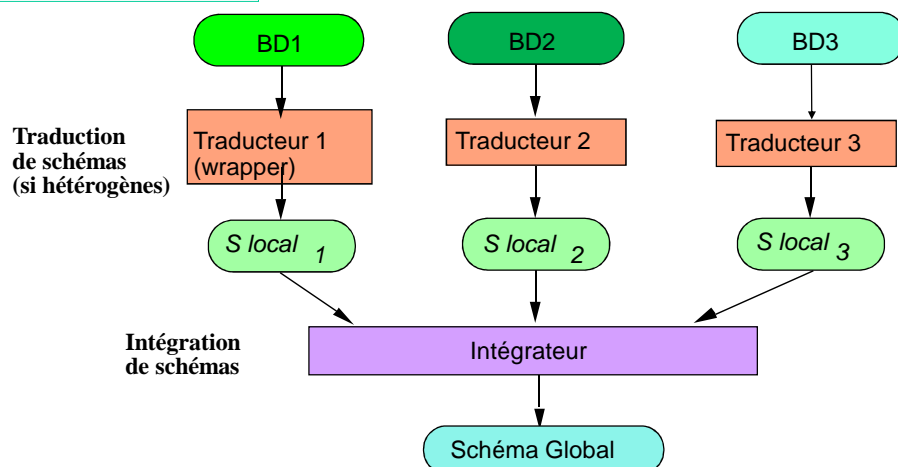 BD1
BD2
BD3
Traduction
de schémas
(si hétérogènes)
Traducteur 1
(wrapper)
Traducteur 2
Traducteur 3
S local 1
S local 2
S local 3
Intégration
de schémas
Intégrateur
Schéma Global